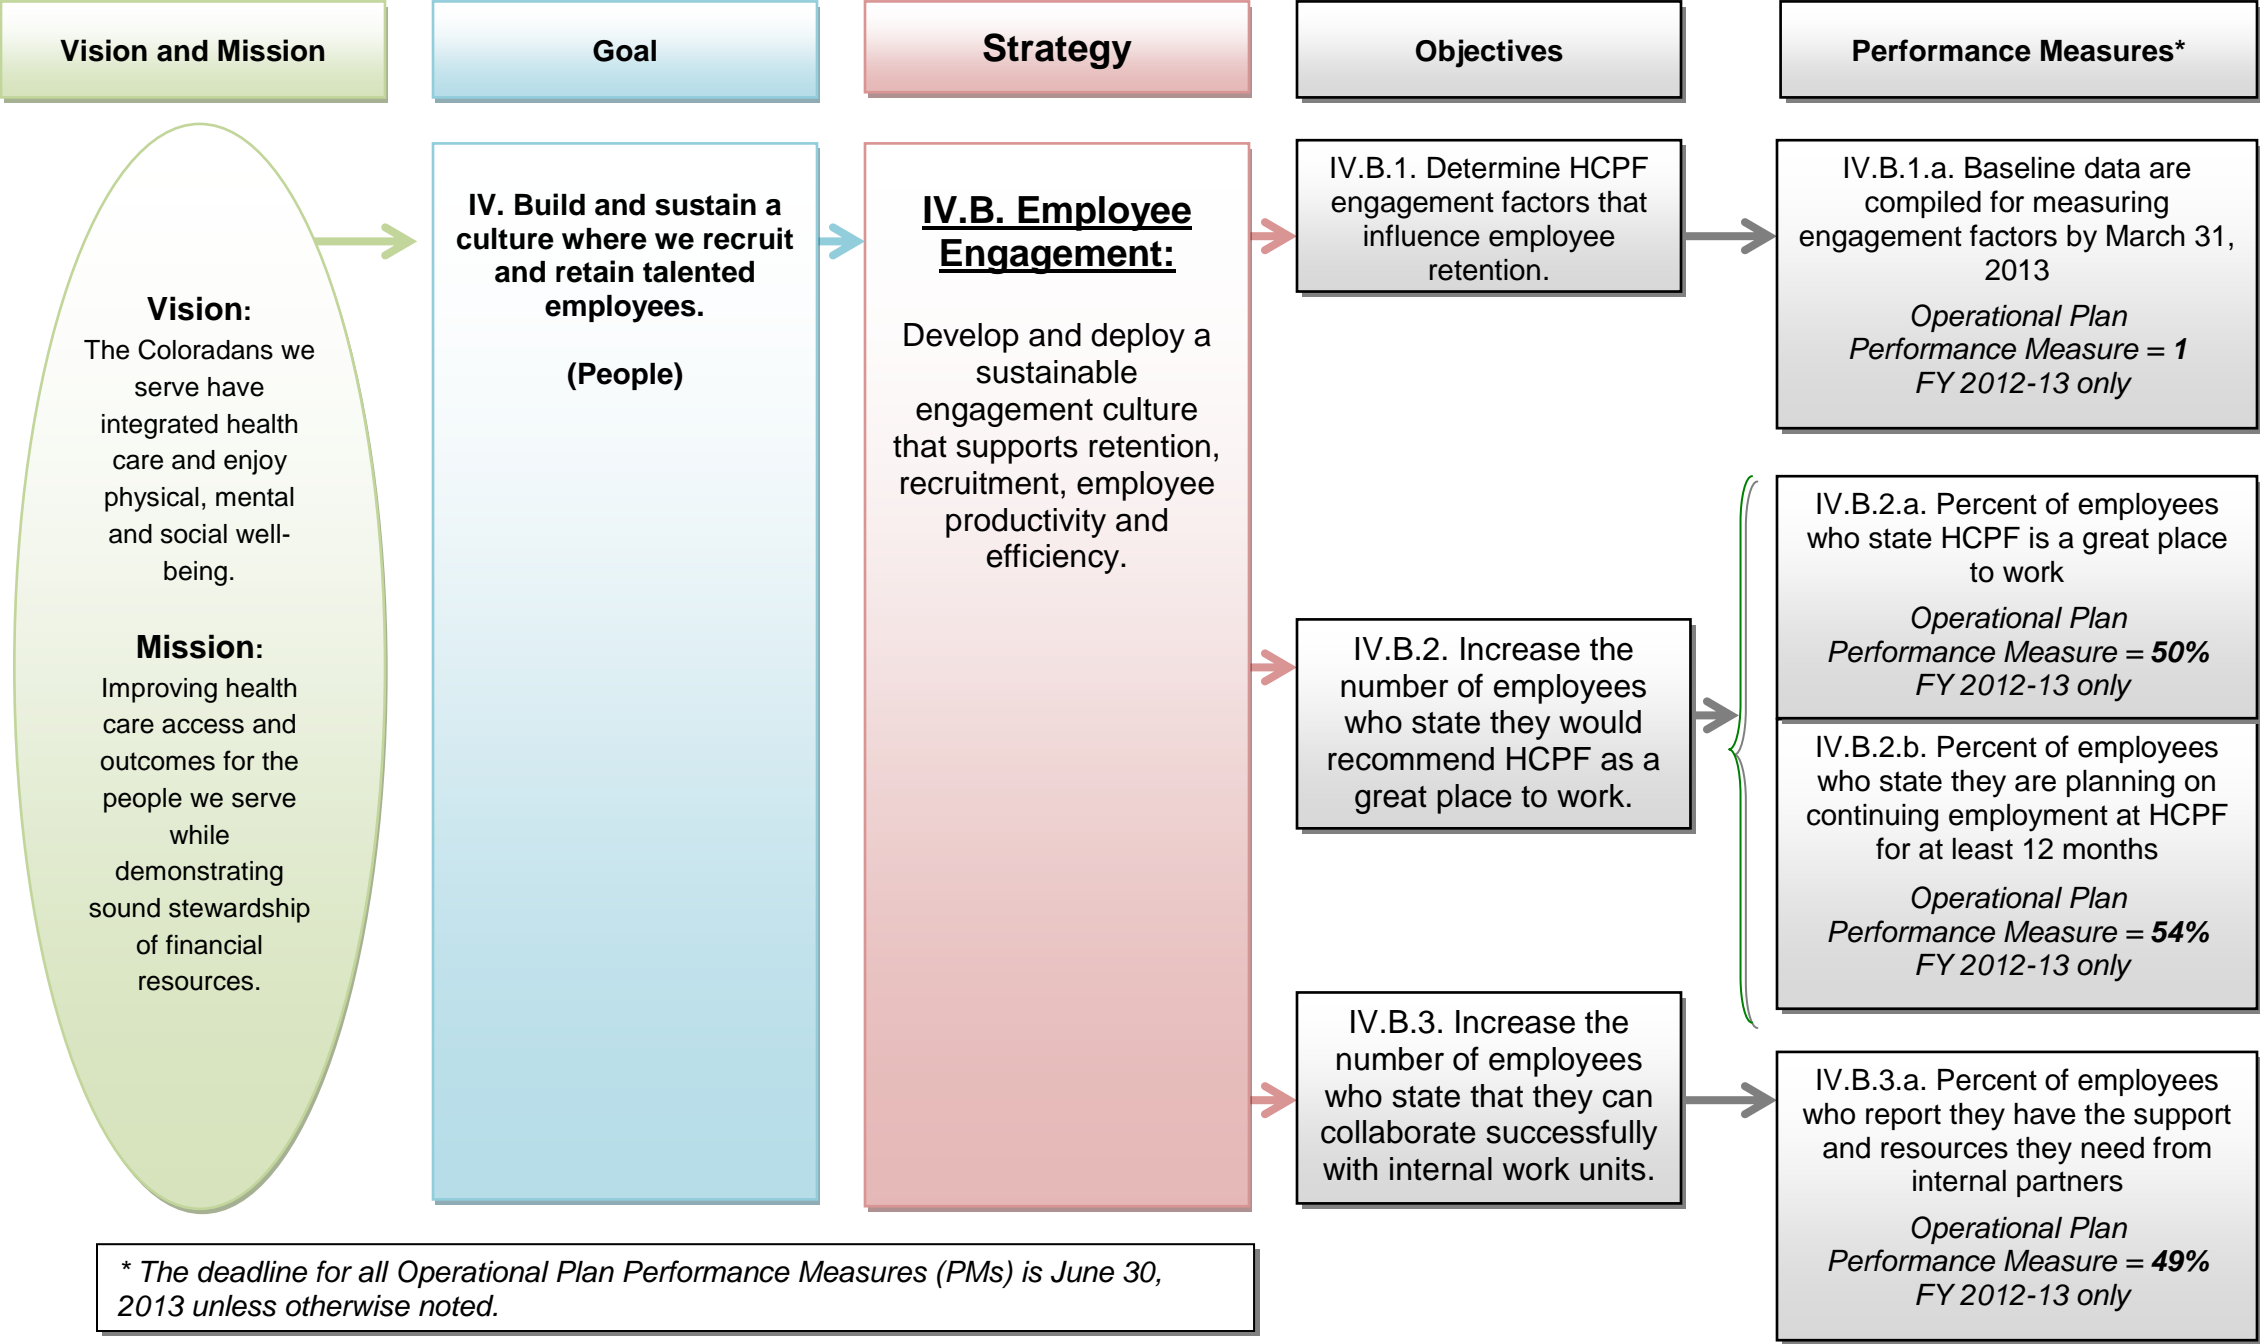 Vision and Mission
Goal
Strategy
Objectives
Performance Measures*
Vision:
The Coloradans we
serve have
integrated health
care and enjoy
physical, mental
and social well-
being.
Mission:
Improving health
care access and
outcomes for the
people we serve
while
demonstrating
sound stewardship
of financial
resources.
IV. Build and sustain a
culture where we recruit
and retain talented
employees.
(People)
IV.B. Employee
Engagement:
Develop and deploy a
sustainable
engagement culture
that supports retention,
recruitment, employee
productivity and
efficiency.
IV.B.1. Determine HCPF
engagement factors that
influence employee
retention.
IV.B.1.a. Baseline data are
compiled for measuring
engagement factors by March 31,
2013
Operational Plan
Performance Measure = 1
FY 2012-13 only
IV.B.2. Increase the
number of employees
who state they would
recommend HCPF as a
great place to work.
IV.B.2.a. Percent of employees
who state HCPF is a great place
to work
Operational Plan
Performance Measure = 50%
FY 2012-13 only
IV.B.2.b. Percent of employees
who state they are planning on
continuing employment at HCPF
for at least 12 months
Operational Plan
Performance Measure = 54%
FY 2012-13 only
IV.B.3. Increase the
number of employees
who state that they can
collaborate successfully
with internal work units.
IV.B.3.a. Percent of employees
who report they have the support
and resources they need from
internal partners
Operational Plan
Performance Measure = 49%
FY 2012-13 only
* The deadline for all Operational Plan Performance Measures (PMs) is June 30,
2013 unless otherwise noted.